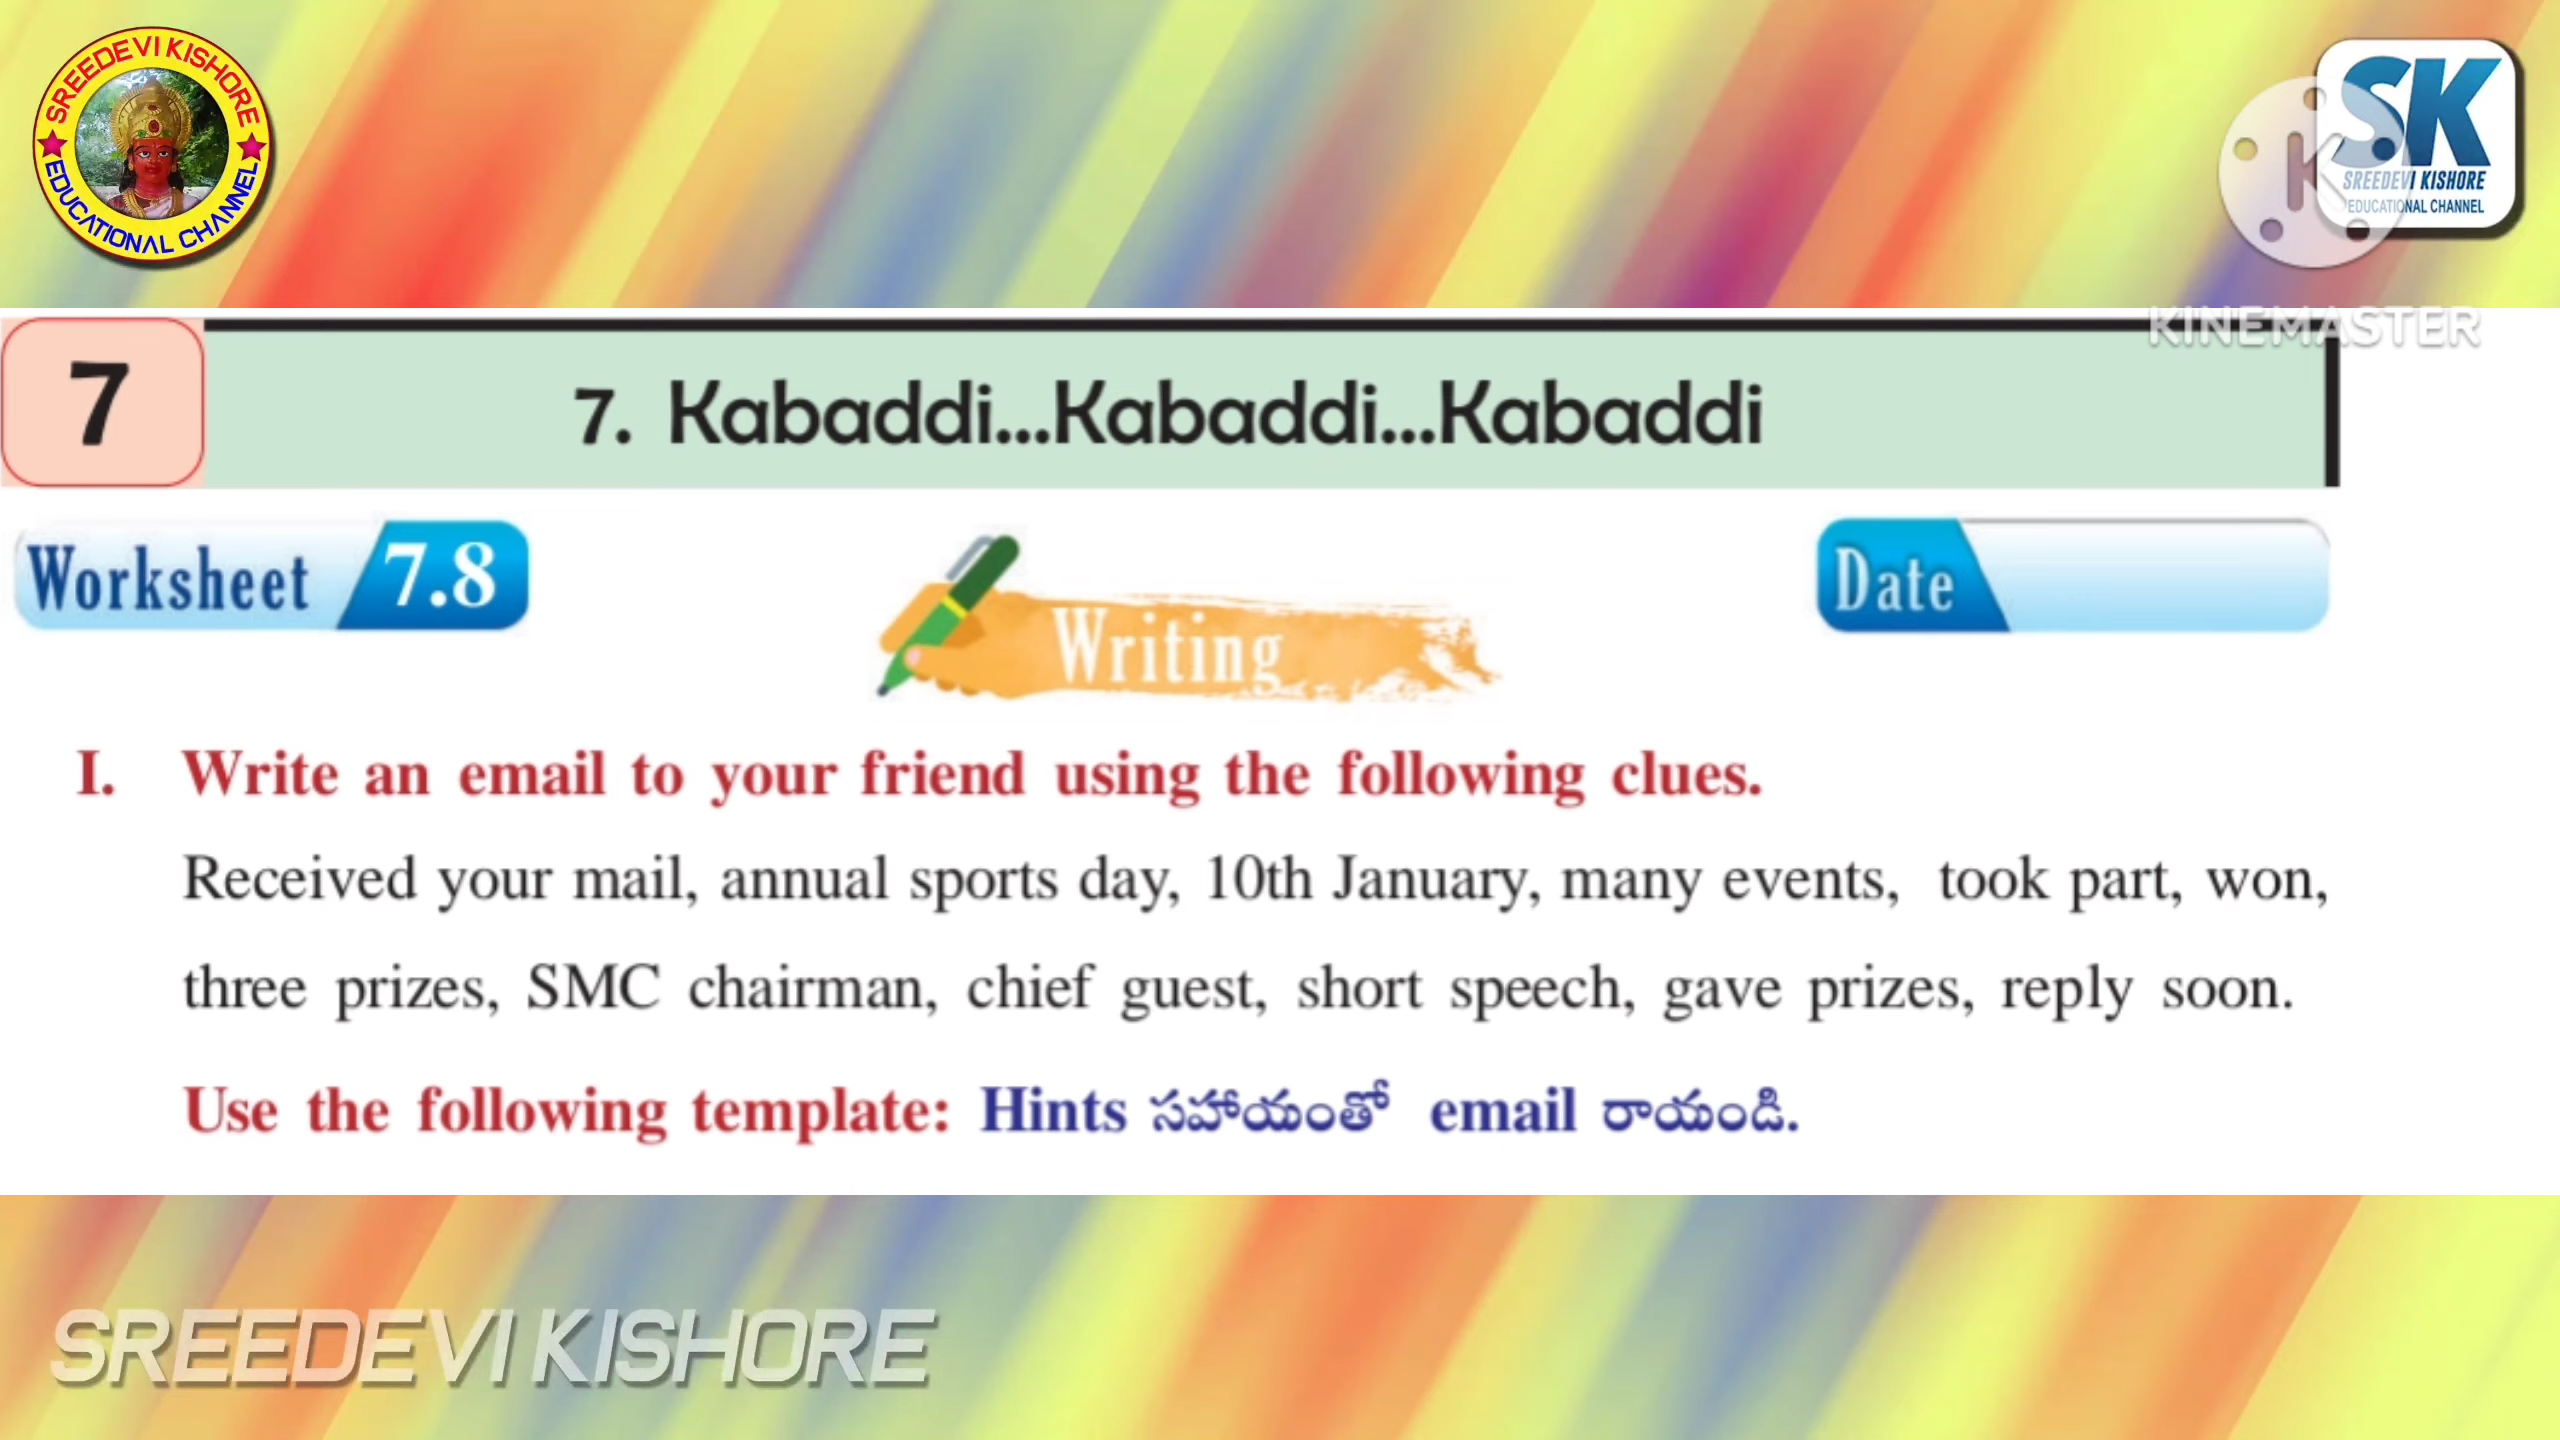 SREEDEVI KISHORE
EDUCATIONAL CHANNEL
SK
K
SREEDEVI KISHORE
EDUCATIONAL CHANNEL
KINEMASTER
7
7. Kabaddi...Kabaddi...Kabaddi
Worksheet 7.8
Writing
Date
I. Write an email to your friend using the following clues.
Received your mail, annual sports day, 10th January, many events, took part, won,
three prizes, SMC chairman, chief guest, short speech, gave prizes, reply soon.
Use the following template: Hints సహాయంతో email రాయండి.
SREEDEVI KISHORE